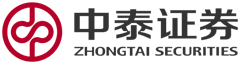 中泰证券
ZHONGTAI SECURITIES